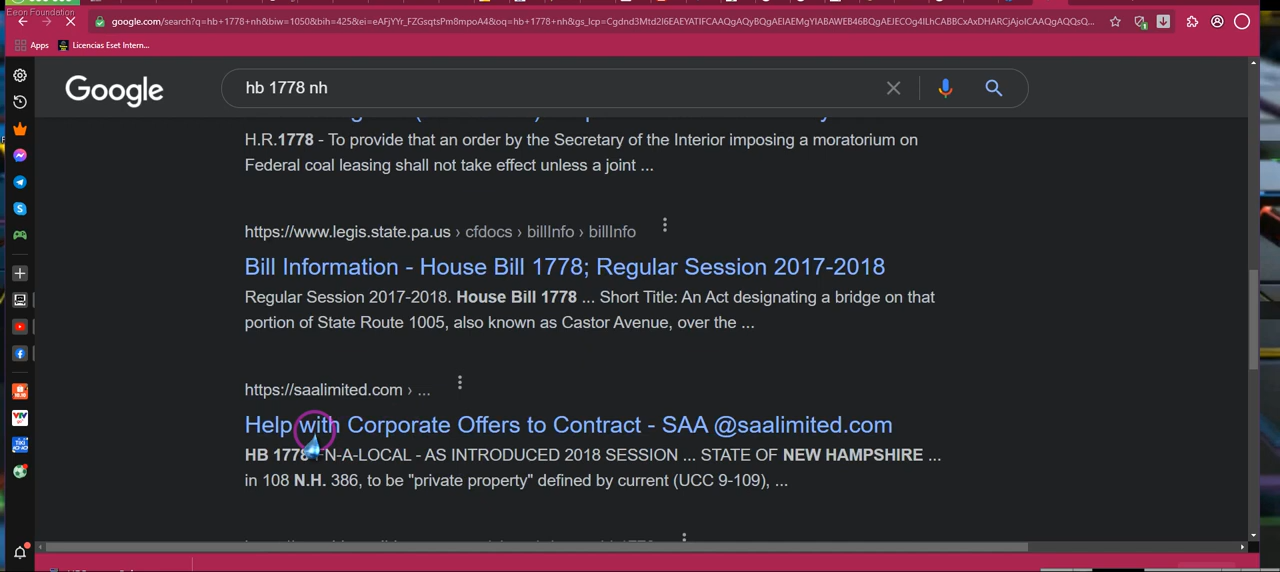 Eeon Foundation
google.com/search?q=hb+1778+nh&biw=1050&bih=425&ei=eAFjYYr_FZGsqtsPm8mpoA4&oq=hb+1778+nh&gs_lcp=
Apps Licencias Eset Intern...
Google
hb 1778 nh
H.R.1778 - To provide that an order by the Secretary of the Interior imposing a moratorium on
Federal coal leasing shall not take effect unless a joint ...
https://www.legis.state.pa.us › cfdocs › billInfo › billInfo
Bill Information - House Bill 1778; Regular Session 2017-2018
Regular Session 2017-2018. House Bill 1778 ... Short Title: An Act designating a bridge on that
portion of State Route 1005, also known as Castor Avenue, over the ...
https://saalimited.com › ...
Help with Corporate Offers to Contract - SAA @saalimited.com
HB 1778 N-A-LOCAL - AS INTRODUCED 2018 SESSION ... STATE OF NEW HAMPSHIRE ...
in 108 N.H. 386, to be "private property" defined by current (UCC 9-109), ...